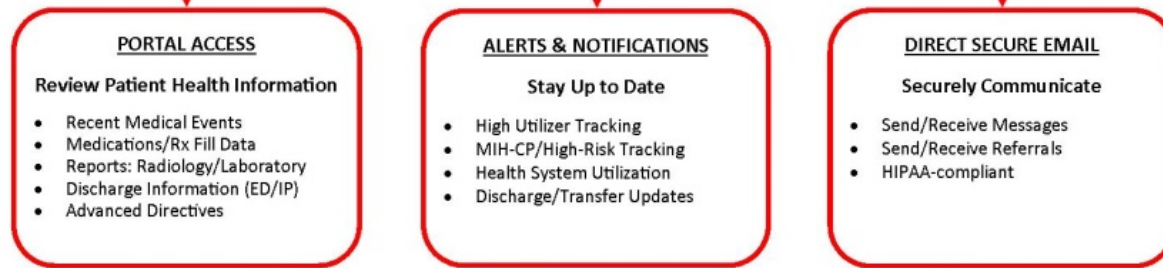 PORTAL ACCESS
Review Patient Health Information
• Recent Medical Events
• Medications/Rx Fill Data
• Reports: Radiology/Laboratory
• Discharge Information (ED/IP)
• Advanced Directives
ALERTS & NOTIFICATIONS
Stay Up to Date
• High Utilizer Tracking
• MIH-CP/High-Risk Tracking
• Health System Utilization
• Discharge/Transfer Updates
DIRECT SECURE EMAIL
Securely Communicate
• Send/Receive Messages
• Send/Receive Referrals
• HIPAA-compliant